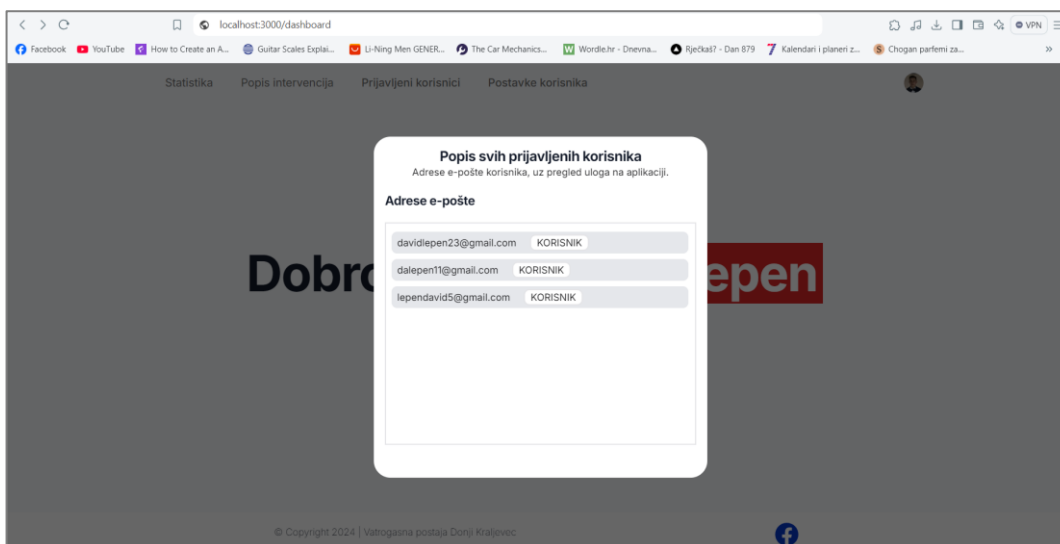 localhost:3000/dashboard
VPN
Facebook YouTube How to Create an A... Guitar Scales Explai... Li-Ning Men GENER... The Car Mechanics... Wordle.hr - Dnevna... Rječkaš? - Dan 879 Kalendari i planeri z... Chogan parfemi za... »
Statistika Popis intervencija Prijavljeni korisnici Postavke korisnika
Popis svih prijavljenih korisnika
Adrese e-pošte korisnika, uz pregled uloga na aplikaciji.
Adrese e-pošte
davidlepen23@gmail.com KORISNIK
dalepen11@gmail.com KORISNIK
lependavid5@gmail.com KORISNIK
Dobro epen
© Copyright 2024 | Vatrogasna postaja Donji Kraljevec